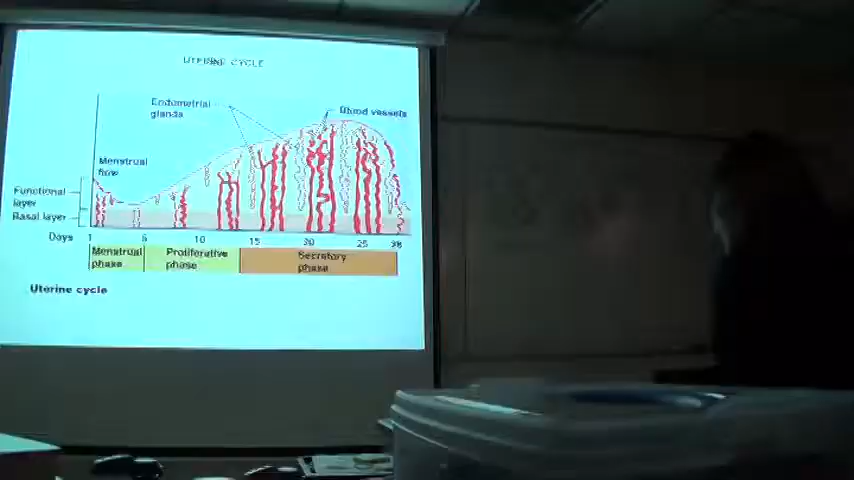 UTERINE CYCLE
Endometrial
glands
Blood vessels
Menstrual
flow
Functional
layer
Basal layer
Days 1 5 10 15 20 25 28
Menstrual
phase
Proliferative
phase
Secretory
phase
Uterine cycle